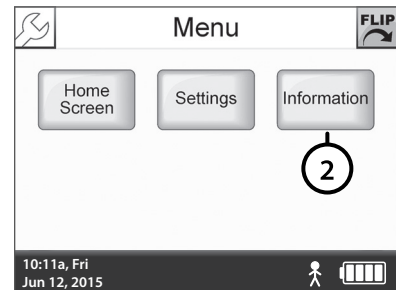 Menu
FLIP
Home
Screen
Settings
Information
2
10:11a, Fri
Jun 12, 2015